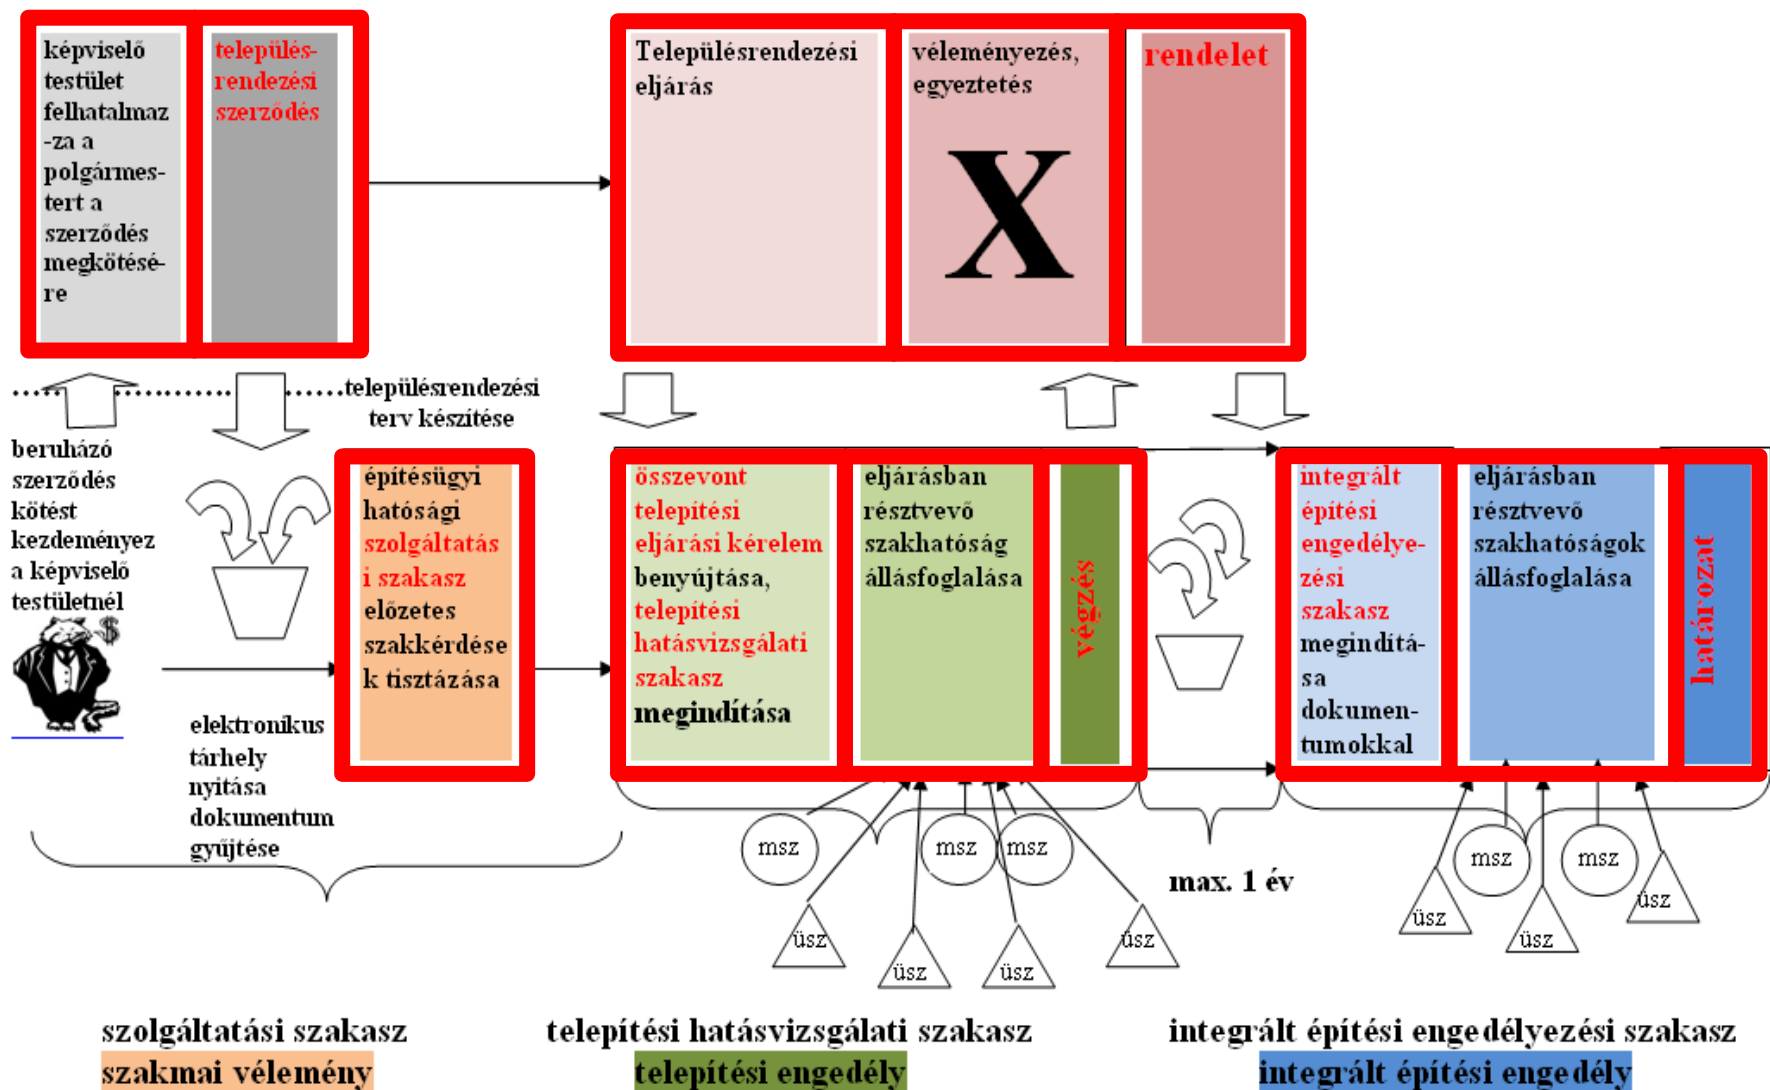 képviselő
testület
felhatalmaz
-za a
polgármes-
tert a
szerződés
megkötésé-
re
település-
rendezési
szerződés
Településrendezési
eljárás
véleményezés,
egyeztetés
X
rendelet
településrendezési
terv készítése
beruházó
szerződés
kötést
kezdeményez
a képviselő
testületnél
$
elektronikus
tárhely
nyitása
dokumentum
gyűjtése
építésügyi
hatósági
szolgáltatás
i szakasz
előzetes
szakkérdése
k tisztázása
összevont
telepítési
eljárási kérelem
benyújtása,
telepítési
hatásvizsgálati
szakasz
megindítása
eljárásban
résztvevő
szakhatóság
állásfoglalása
végzés
integrált
építési
engedélye-
zési
szakasz
megindítá-
sa
dokumen-
tumokkal
eljárásban
résztvevő
szakhatóságok
állásfoglalása
határozat
msz
msz
msz
üsz
üsz
üsz
üsz
max. 1 év
msz
msz
üsz
üsz
üsz
szolgáltatási szakasz
szakmai vélemény
telepítési hatásvizsgálati szakasz
telepítési engedély
integrált építési engedélyezési szakasz
integrált építési engedély